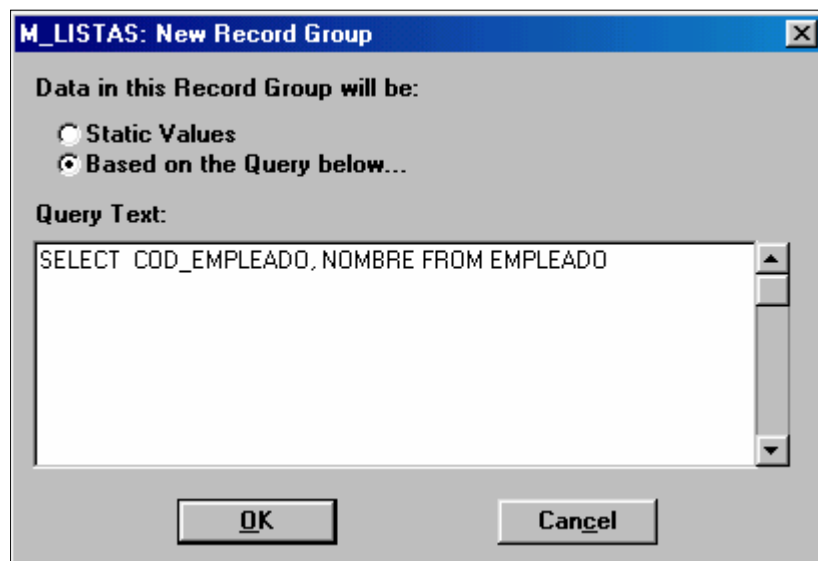 M_LISTAS: New Record Group
Data in this Record Group will be:
Static Values
Based on the Query below...
Query Text:
SELECT  COD_EMPLEADO, NOMBRE FROM EMPLEADO
OK
Cancel